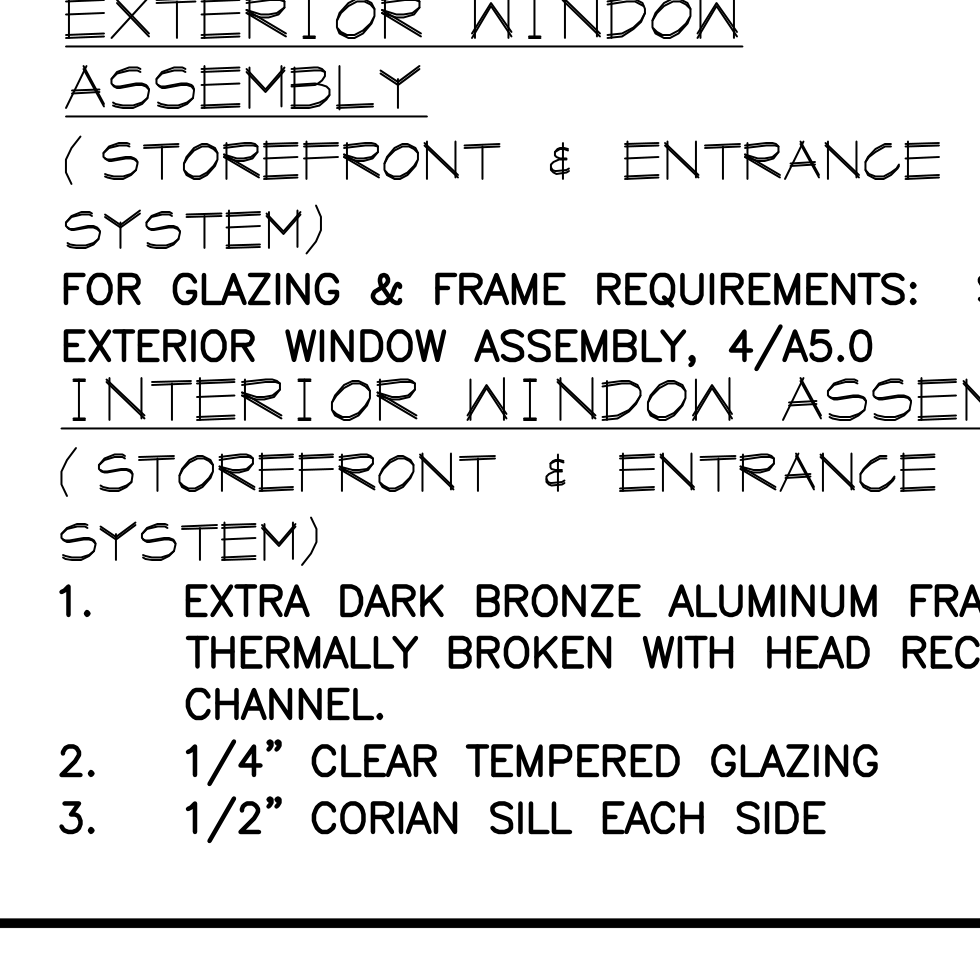 EXTERIOR WINDOW
ASSEMBLY
(STOREFRONT & ENTRANCE
SYSTEM)
FOR GLAZING & FRAME REQUIREMENTS:
EXTERIOR WINDOW ASSEMBLY, 4/A5.0
INTERIOR WINDOW
(STOREFRONT & ENTRANCE
SYSTEM)
1. EXTRA DARK BRONZE ALUMINUM
THERMALLY BROKEN WITH HEAD
CHANNEL.
2. 1/4” CLEAR TEMPERED GLAZING
3. 1/2” CORIAN SILL EACH SIDE